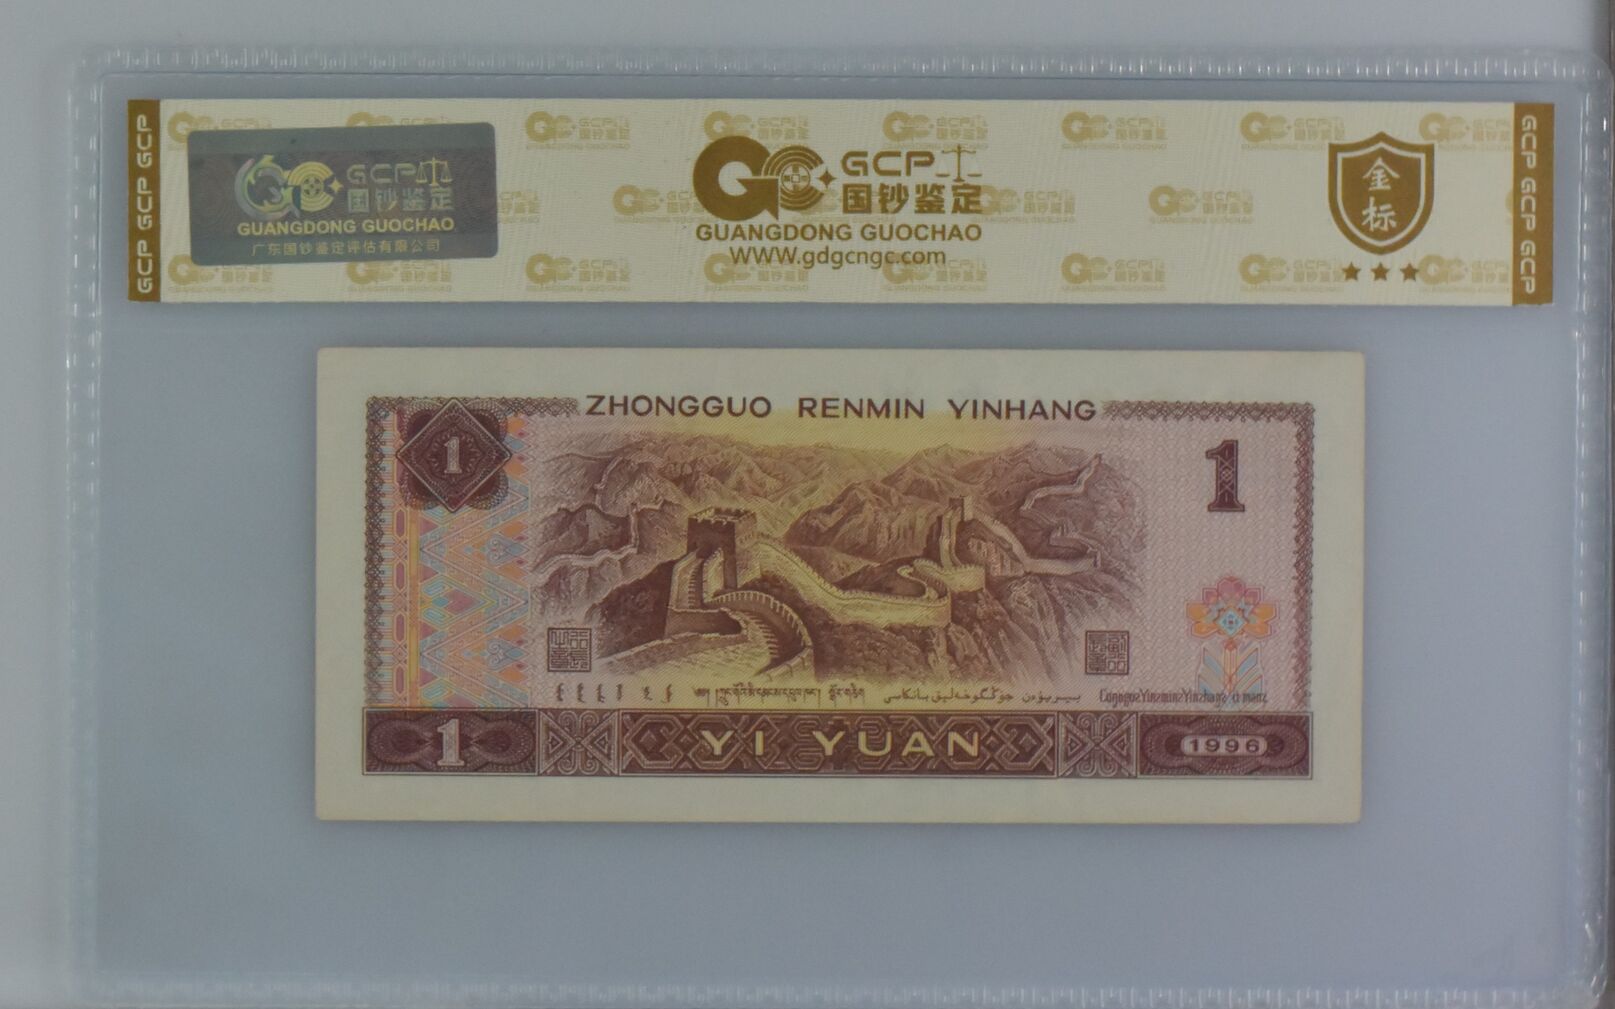 GCP GCP GCP
GCP
国钞鉴定
GUANGDONG GUOCHAO
广东国钞鉴定评估有限公司
GCP
国钞鉴定
GUANGDONG GUOCHAO
WWW.gdgcngc.com
金标
GCP GCP GCP
ZHONGGUO RENMIN YINHANG
1
1
1
YI YUAN
1996